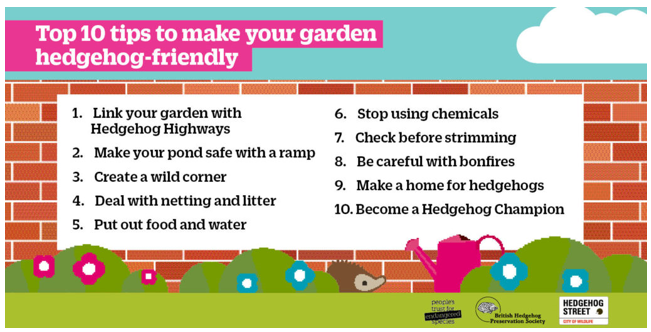 Top 10 tips to make your garden
hedgehog-friendly
1. Link your garden with
Hedgehog Highways
2. Make your pond safe with a ramp
3. Create a wild corner
4. Deal with netting and litter
5. Put out food and water
6. Stop using chemicals
7. Check before strimming
8. Be careful with bonfires
9. Make a home for hedgehogs
10. Become a Hedgehog Champion
people's
trust for
endangered
species
British Hedgehog
Preservation Society
HEDGEHOG
STREET